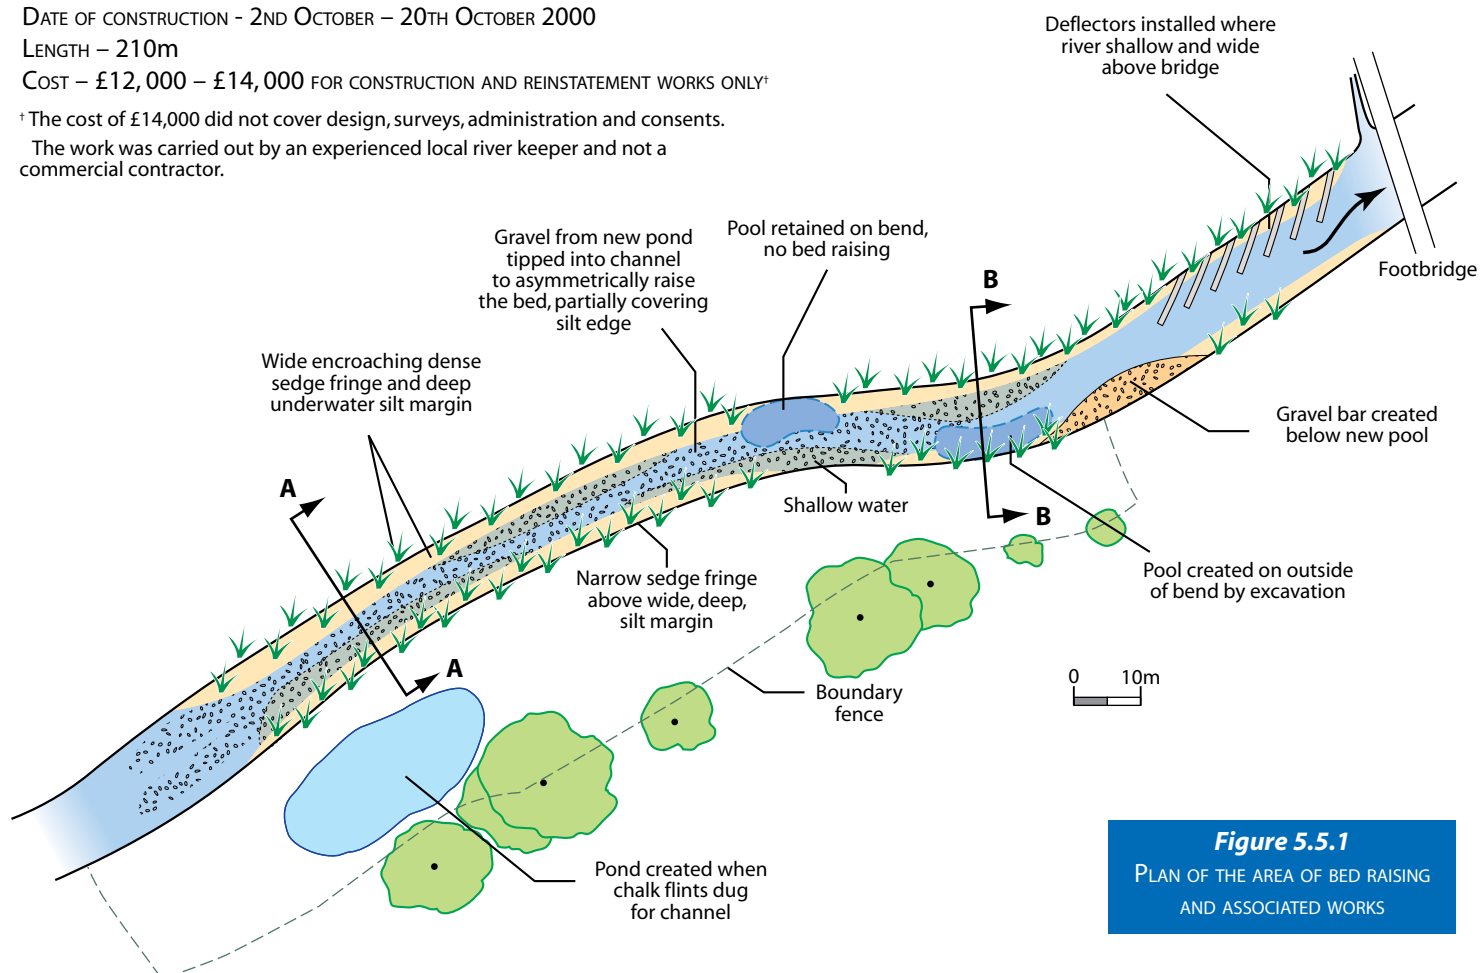 Date of construction - 2nd October – 20th October 2000
Length – 210m
Cost – £12,000 – £14,000 for construction and reinstatement works only†
† The cost of £14,000 did not cover design, surveys, administration and consents.
The work was carried out by an experienced local river keeper and not a
commercial contractor.
Deflectors installed where
river shallow and wide
above bridge
Footbridge
Pool retained on bend,
no bed raising
Gravel from new pond
tipped into channel
to asymmetrically raise
the bed, partially covering
silt edge
B
Wide encroaching dense
sedge fringe and deep
underwater silt margin
Gravel bar created
below new pool
A
Shallow water
B
Narrow sedge fringe
above wide, deep,
silt margin
Pool created on outside
of bend by excavation
A
Boundary
fence
0 10m
Pond created when
chalk flints dug
for channel
Figure 5.5.1
Plan of the area of bed raising
and associated works